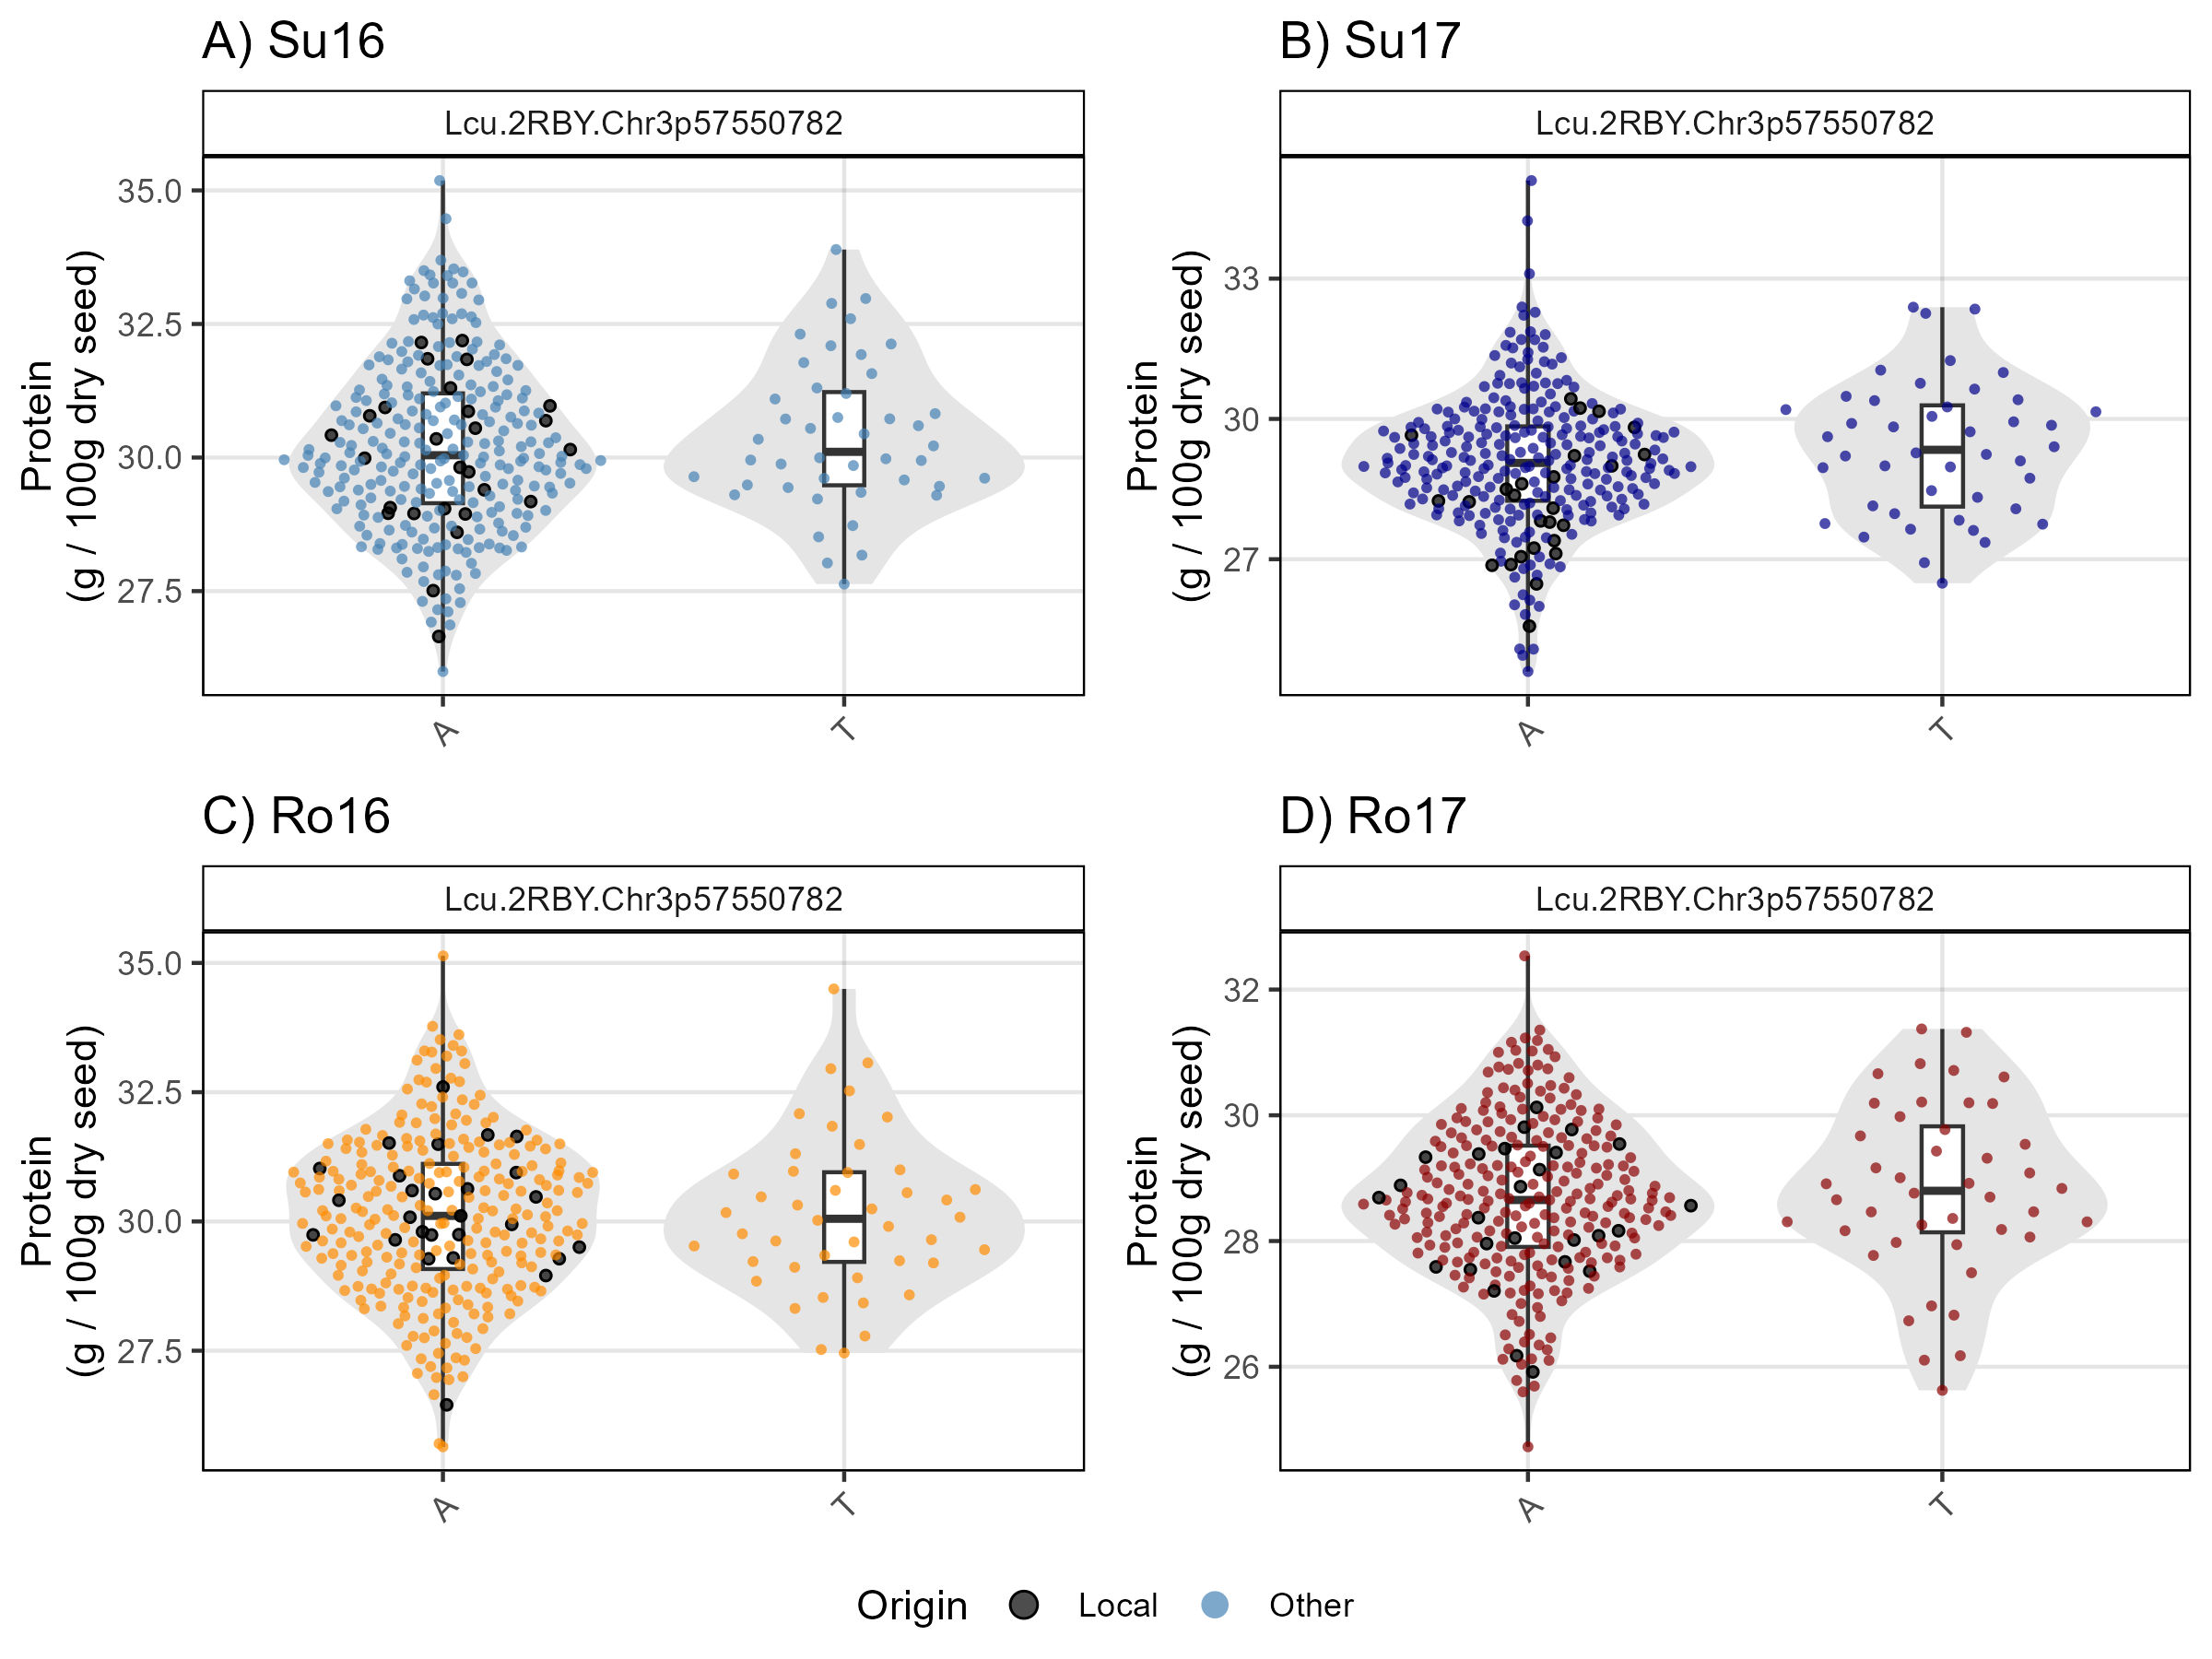 A) Su16
Lcu.2RBY.Chr3p57550782
Protein
(g / 100g dry seed)
35.0
32.5
30.0
27.5
A
T
B) Su17
Lcu.2RBY.Chr3p57550782
Protein
(g / 100g dry seed)
33
30
27
A
T
C) Ro16
Lcu.2RBY.Chr3p57550782
Protein
(g / 100g dry seed)
35.0
32.5
30.0
27.5
A
T
D) Ro17
Lcu.2RBY.Chr3p57550782
Protein
(g / 100g dry seed)
32
30
28
26
A
T
Origin Local Other